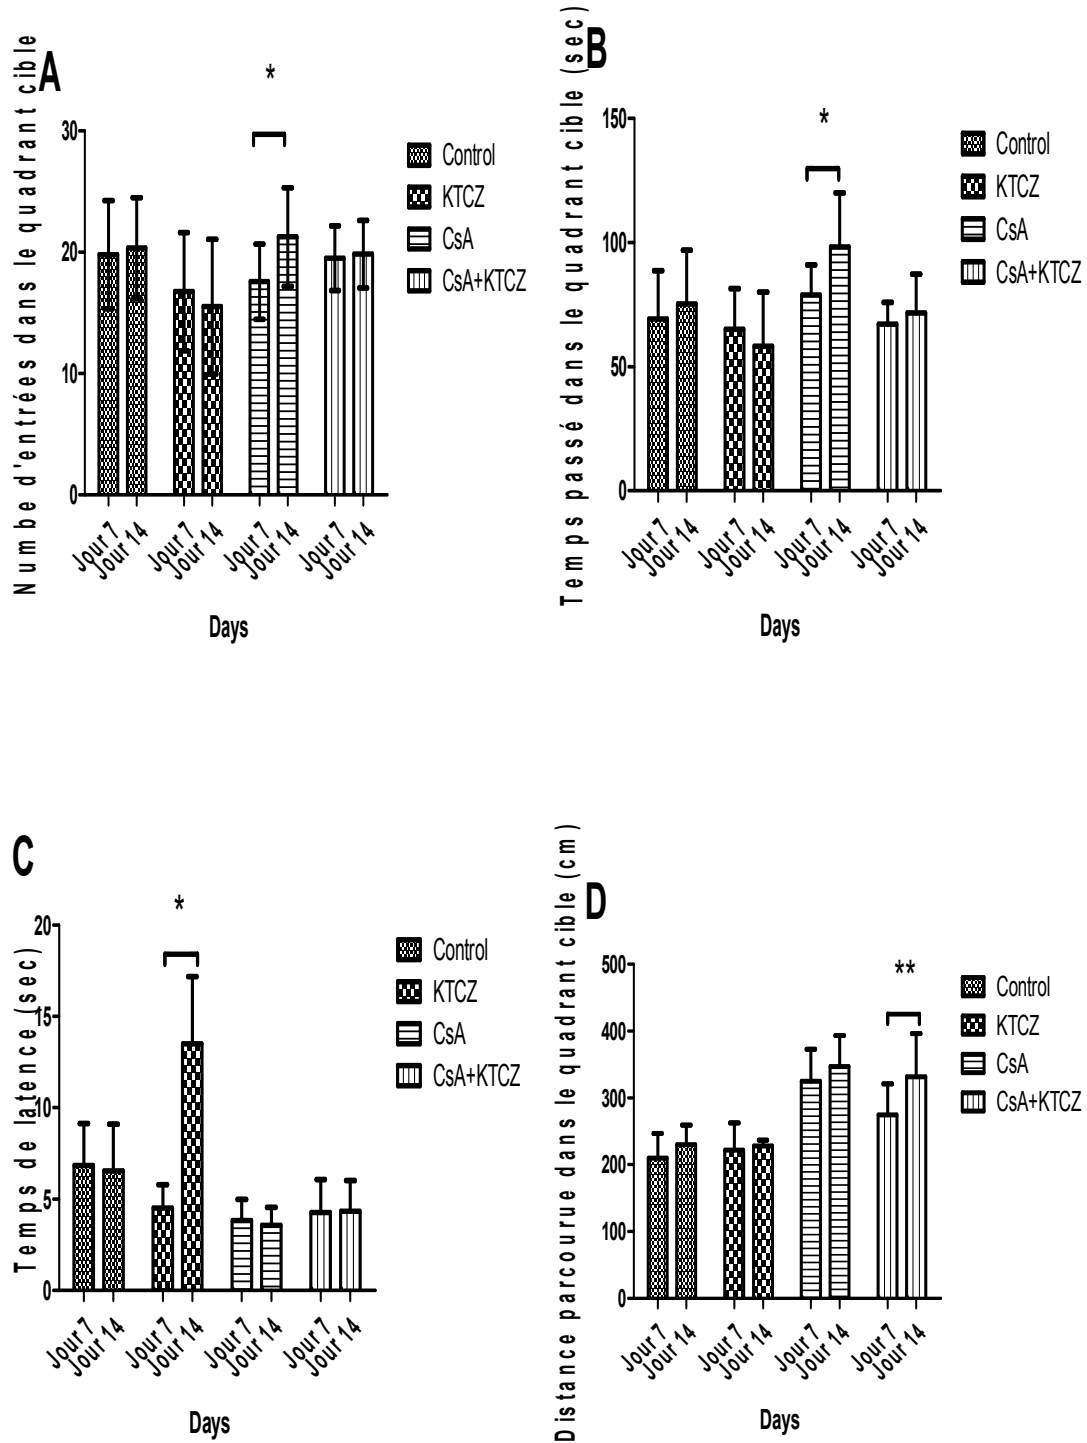 A
Numbe d'entrées dans le quadrant cible
*
30
20
10
0
Control
KTCZ
CsA
CsA+KTCZ
Jour 7
Jour 14
Jour 7
Jour 14
Jour 7
Jour 14
Jour 7
Jour 14
Days
B
Temps passé dans le quadrant cible (sec)
*
150
100
50
0
Control
KTCZ
CsA
CsA+KTCZ
Jour 7
Jour 14
Jour 7
Jour 14
Jour 7
Jour 14
Jour 7
Jour 14
Days
C
Temps de latence (sec)
*
20
15
10
5
0
Control
KTCZ
CsA
CsA+KTCZ
Jour 7
Jour 14
Jour 7
Jour 14
Jour 7
Jour 14
Jour 7
Jour 14
Days
D
Distance parcourue dans le quadrant cible (cm)
**
500
400
300
200
100
0
Control
KTCZ
CsA
CsA+KTCZ
Jour 7
Jour 14
Jour 7
Jour 14
Jour 7
Jour 14
Jour 7
Jour 14
Days